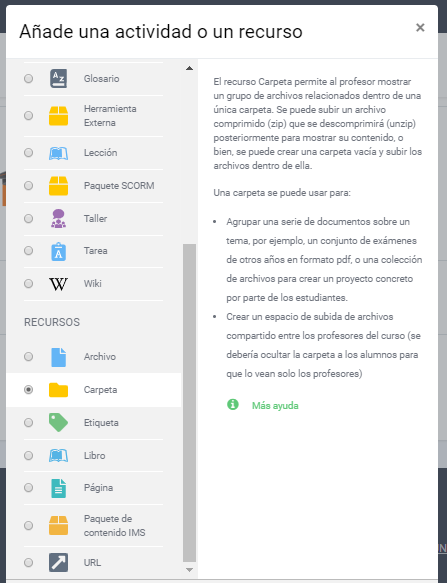 Añade una actividad o un recurso
×
Glosario
Herramienta
Externa
Lección
Paquete SCORM
Taller
Tarea
Wiki
RECURSOS
Archivo
Carpeta
Etiqueta
Libro
Página
Paquete de
contenido IMS
URL
El recurso Carpeta permite al profesor mostrar
un grupo de archivos relacionados dentro de una
única carpeta. Se puede subir un archivo
comprimido (zip) que se descomprimirá (unzip)
posteriormente para mostrar su contenido, o
bien, se puede crear una carpeta vacía y subir los
archivos dentro de ella.
Una carpeta se puede usar para:
• Agrupar una serie de documentos sobre un
tema, por ejemplo, un conjunto de exámenes
de otros años en formato pdf, o una colección
de archivos para crear un proyecto concreto
por parte de los estudiantes.
• Crear un espacio de subida de archivos
compartido entre los profesores del curso (se
debería ocultar la carpeta a los alumnos para
que lo vean solo los profesores)
Más ayuda